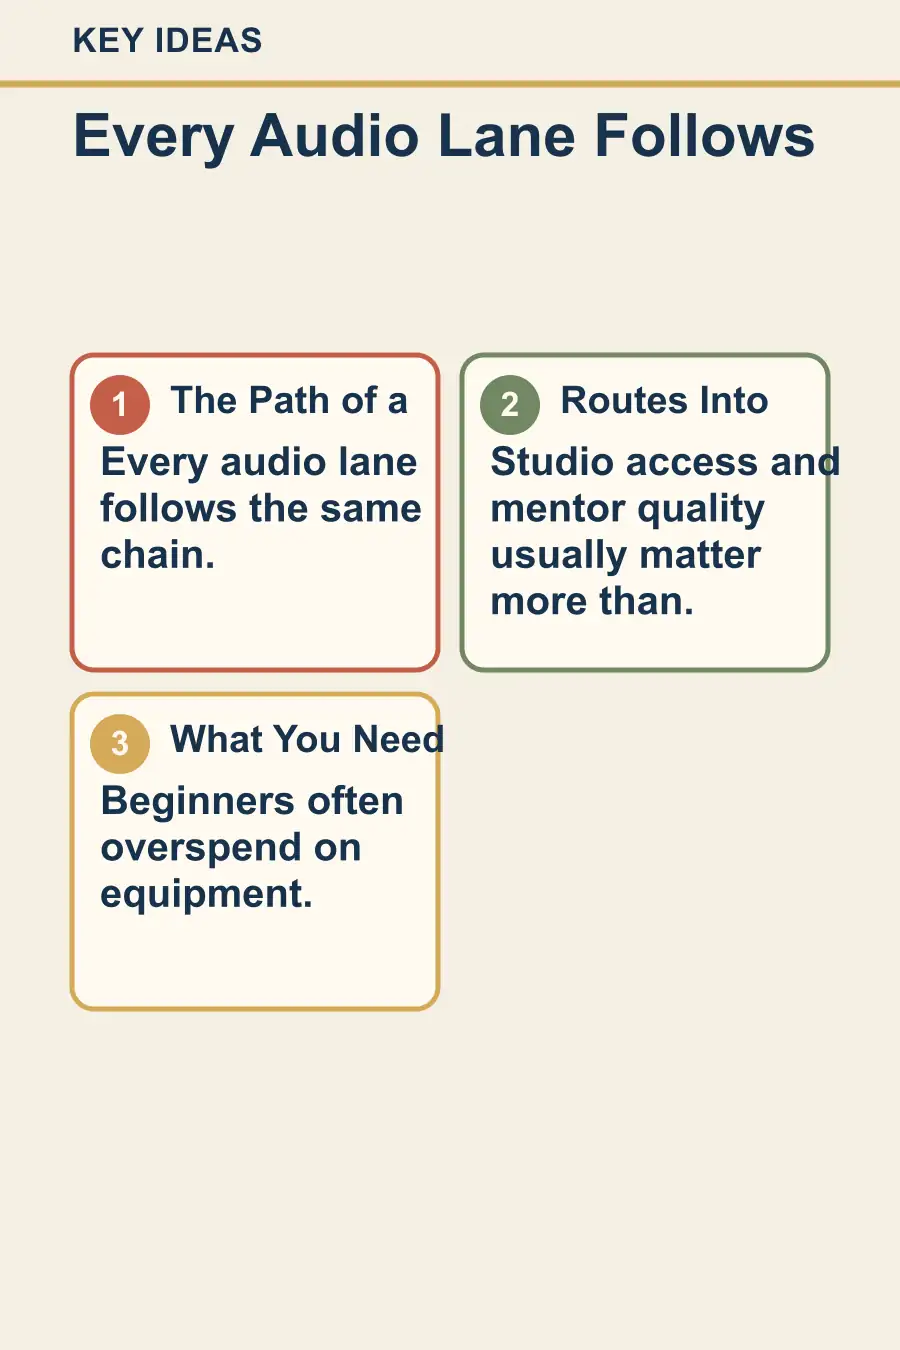 KEY IDEAS
Every Audio Lane Follows
1 The Path of a
Every audio lane
follows the same
chain.
2 Routes Into
Studio access and
mentor quality
usually matter
more than.
3 What You Need
Beginners often
overspend on
equipment.